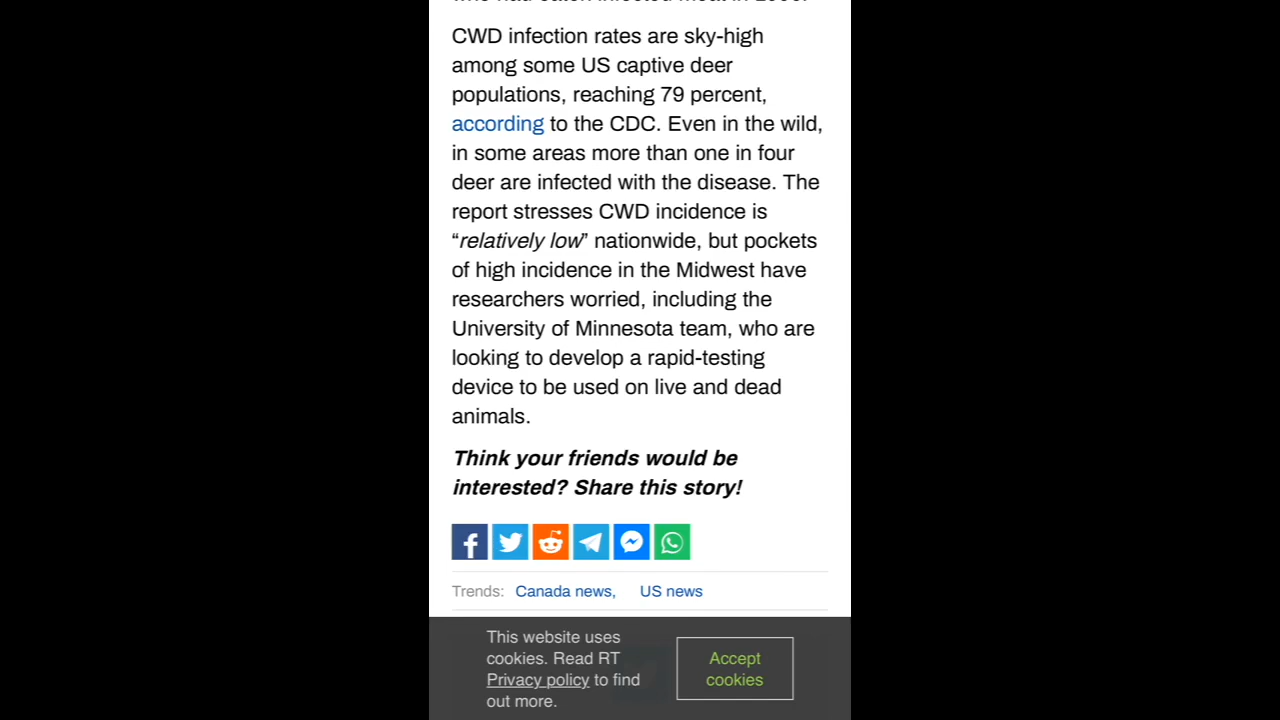 CWD infection rates are sky-high
among some US captive deer
populations, reaching 79 percent,
according to the CDC. Even in the wild,
in some areas more than one in four
deer are infected with the disease. The
report stresses CWD incidence is
“relatively low” nationwide, but pockets
of high incidence in the Midwest have
researchers worried, including the
University of Minnesota team, who are
looking to develop a rapid-testing
device to be used on live and dead
animals.
Think your friends would be
interested? Share this story!
Trends: Canada news, US news
This website uses
cookies. Read RT
Privacy policy to find
out more.
Accept
cookies